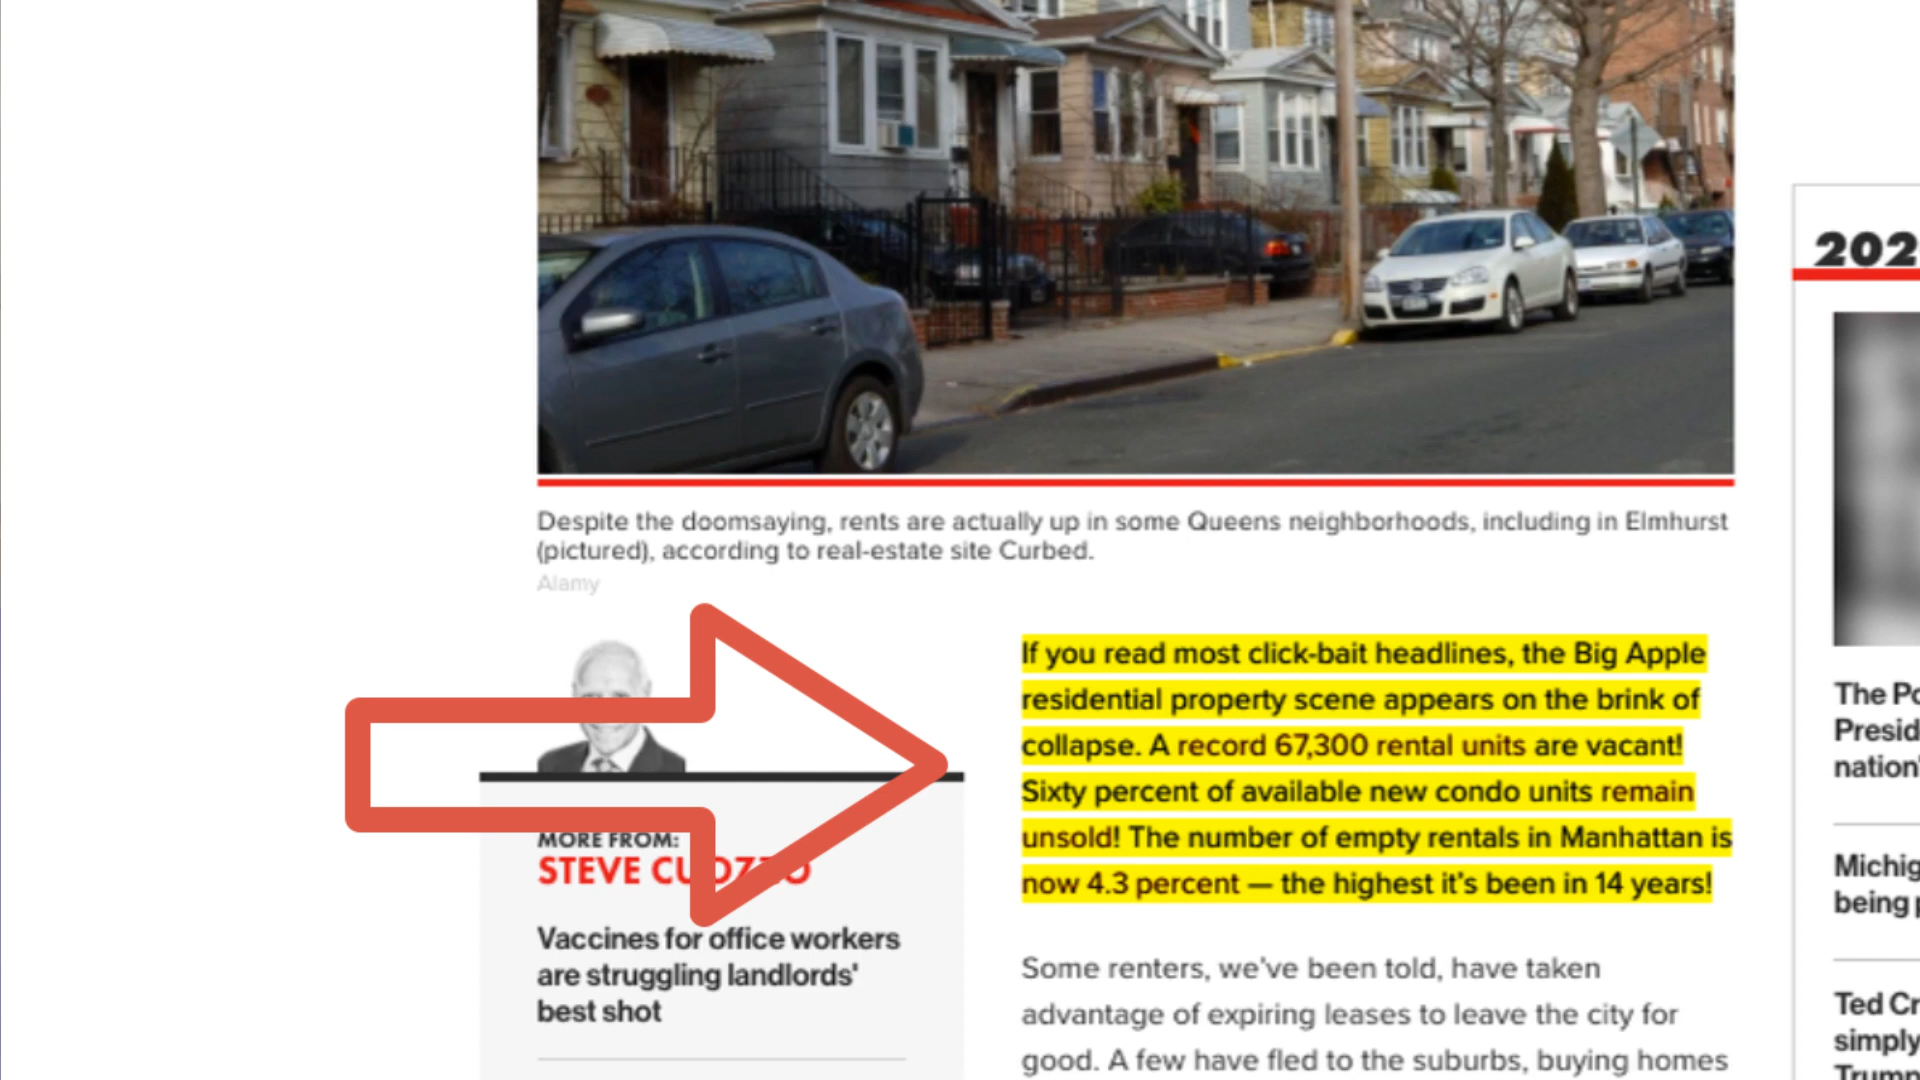 202
Despite the doomsaying, rents are actually up in some Queens neighborhoods, including in Elmhurst
(pictured), according to real-estate site Curbed.
Alamy
If you read most click-bait headlines, the Big Apple
residential property scene appears on the brink of
collapse. A record 67,300 rental units are vacant!
Sixty percent of available new condo units remain
unsold! The number of empty rentals in Manhattan is
now 4.3 percent — the highest it's been in 14 years!
Some renters, we've been told, have taken
advantage of expiring leases to leave the city for
good. A few have fled to the suburbs, buying homes
MORE FROM:
STEVE CUOZZO
Vaccines for office workers
are struggling landlords'
best shot
The Po
Presid
nation'
Michig
being p
Ted Cr
simply
Trump